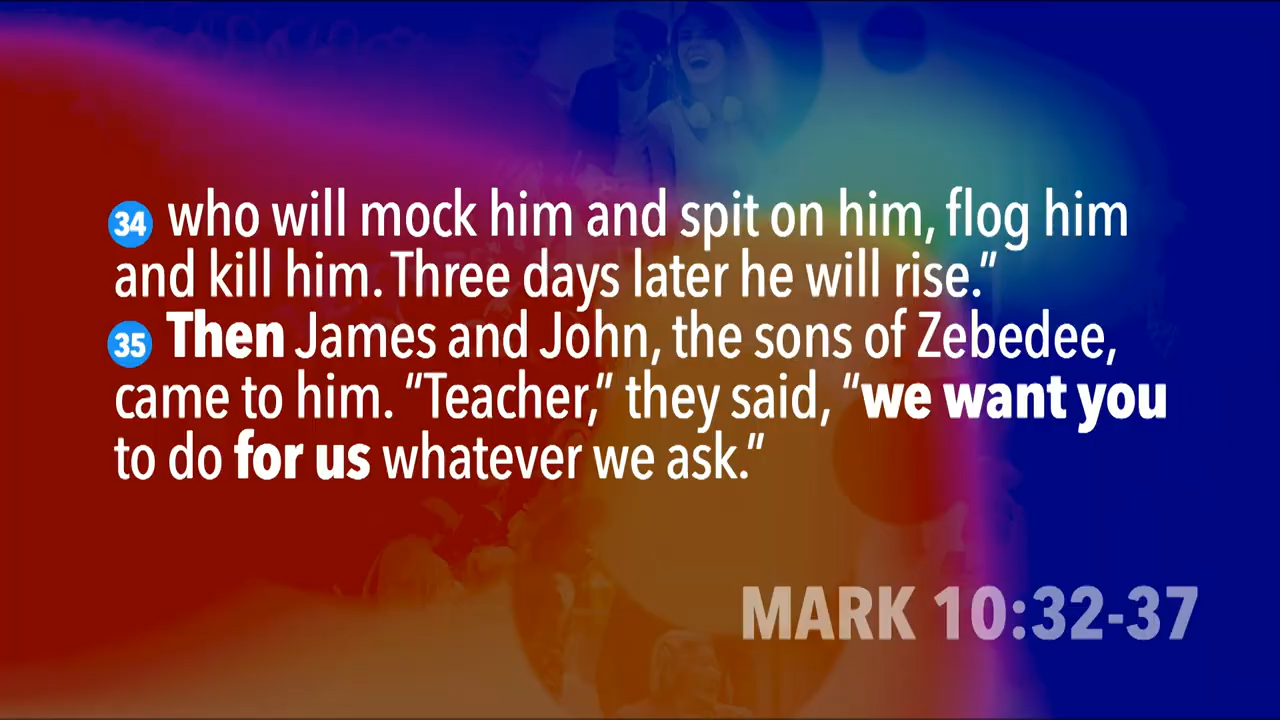 34 who will mock him and spit on him, flog him
and kill him. Three days later he will rise.”
35 Then James and John, the sons of Zebedee,
came to him. “Teacher,” they said, “we want you
to do for us whatever we ask.”
MARK 10:32-37